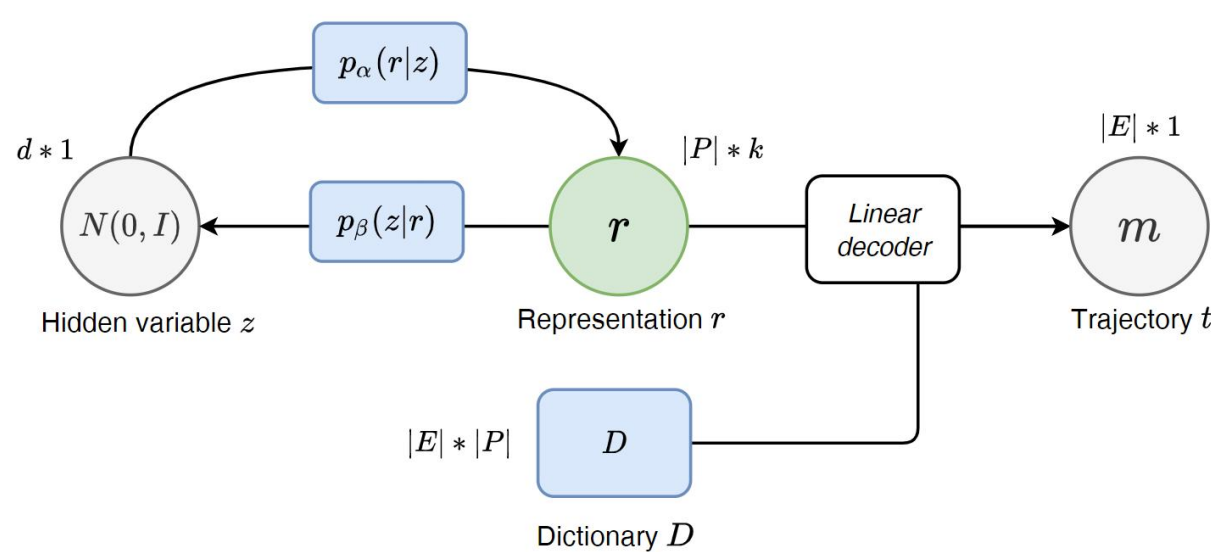 p_α(r|z)
d * 1
|P| * k
|E| * 1
N(0, I)
p_β(z|r)
r
Linear
decoder
m
Hidden variable z
Representation r
Trajectory t
|E| * |P|
D
Dictionary D